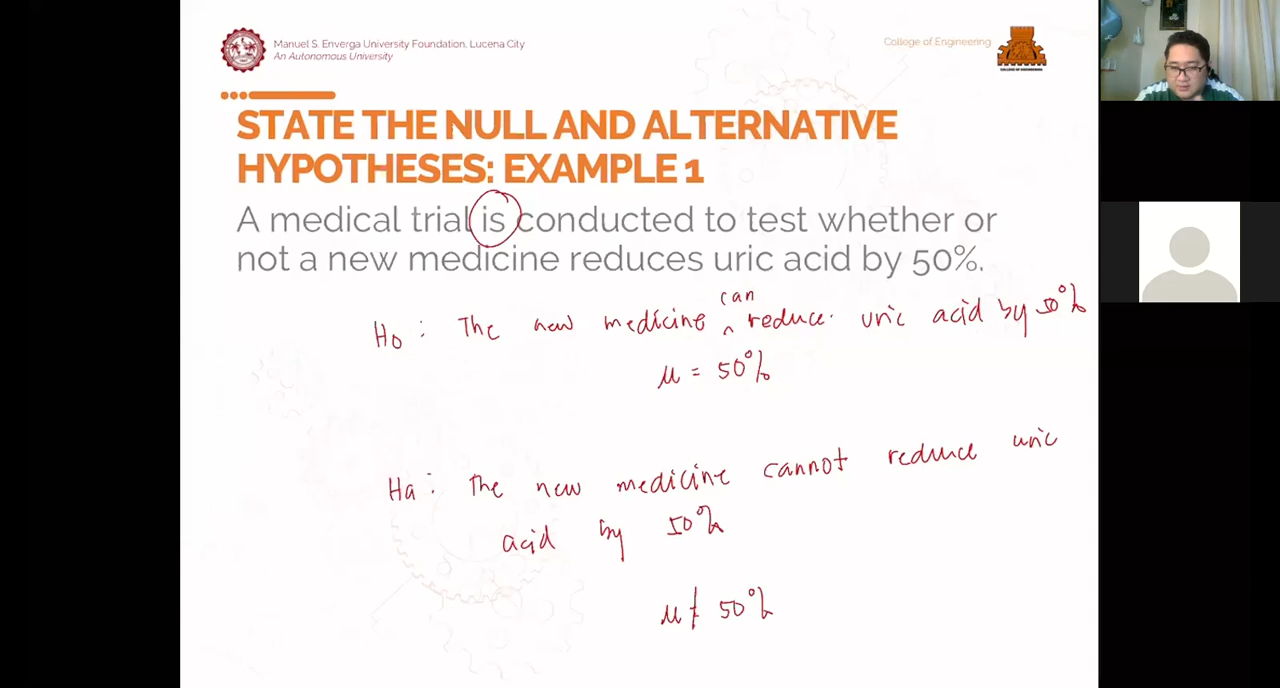 Manuel S. Enverga University Foundation, Lucena City
An Autonomous University
College of Engineering
COLLEGE OF ENGINEERING
STATE THE NULL AND ALTERNATIVE
HYPOTHESES: EXAMPLE 1
A medical trial is conducted to test whether or
not a new medicine reduces uric acid by 50%.
can
Ho: The new medicine ^ reduce uric acid by 50%
μ = 50%
Ha: The new medicine cannot reduce uric
acid by 50%
μ ≠ 50%